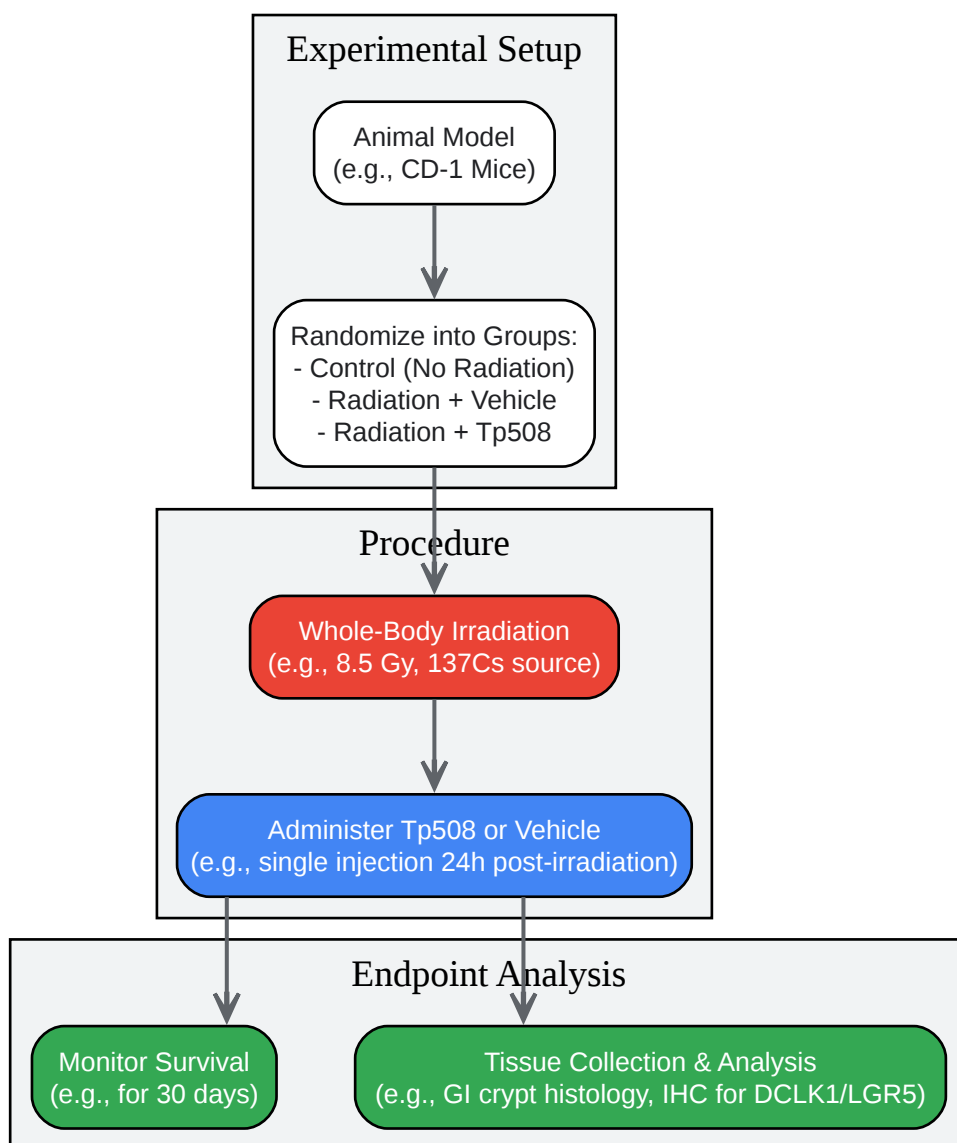 Experimental Setup
Animal Model
(e.g., CD-1 Mice)
Randomize into Groups:
- Control (No Radiation)
- Radiation + Vehicle
- Radiation + Tp508
Procedure
Whole-Body Irradiation
(e.g., 8.5 Gy, 137Cs source)
Administer Tp508 or Vehicle
(e.g., single injection 24h post-irradiation)
Endpoint Analysis
Monitor Survival
(e.g., for 30 days)
Tissue Collection & Analysis
(e.g., GI crypt histology, IHC for DCLK1/LGR5)